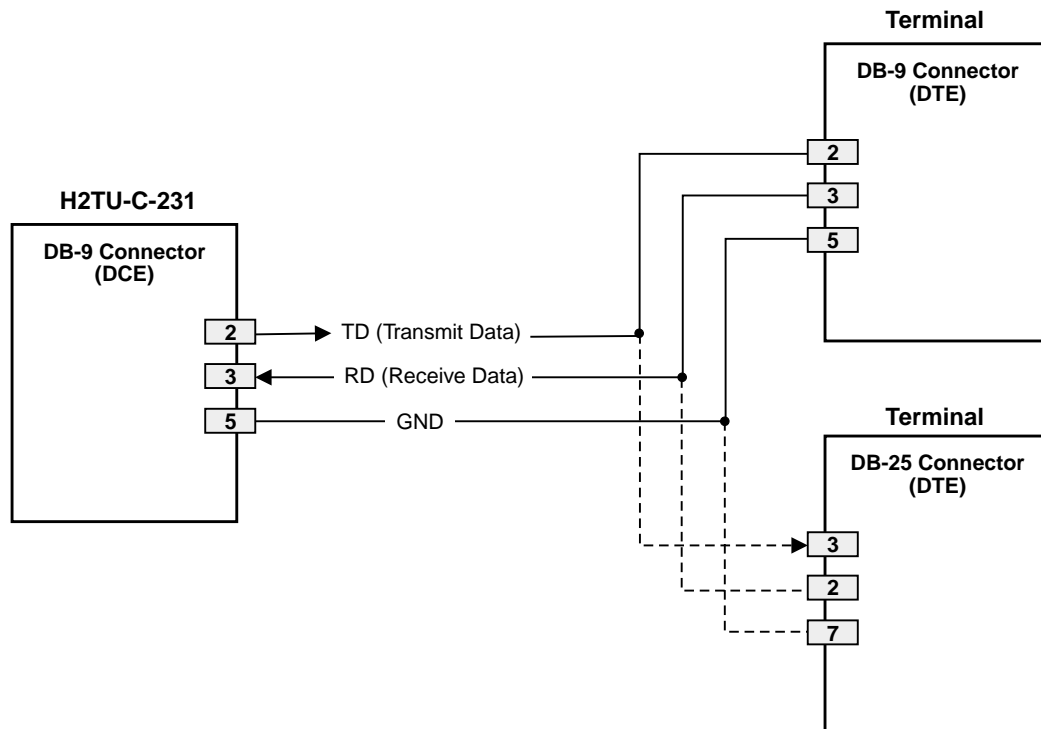 Terminal
DB-9 Connector
(DTE)
2
3
5
H2TU-C-231
DB-9 Connector
(DCE)
2
TD (Transmit Data)
3
RD (Receive Data)
5
GND
Terminal
DB-25 Connector
(DTE)
3
2
7